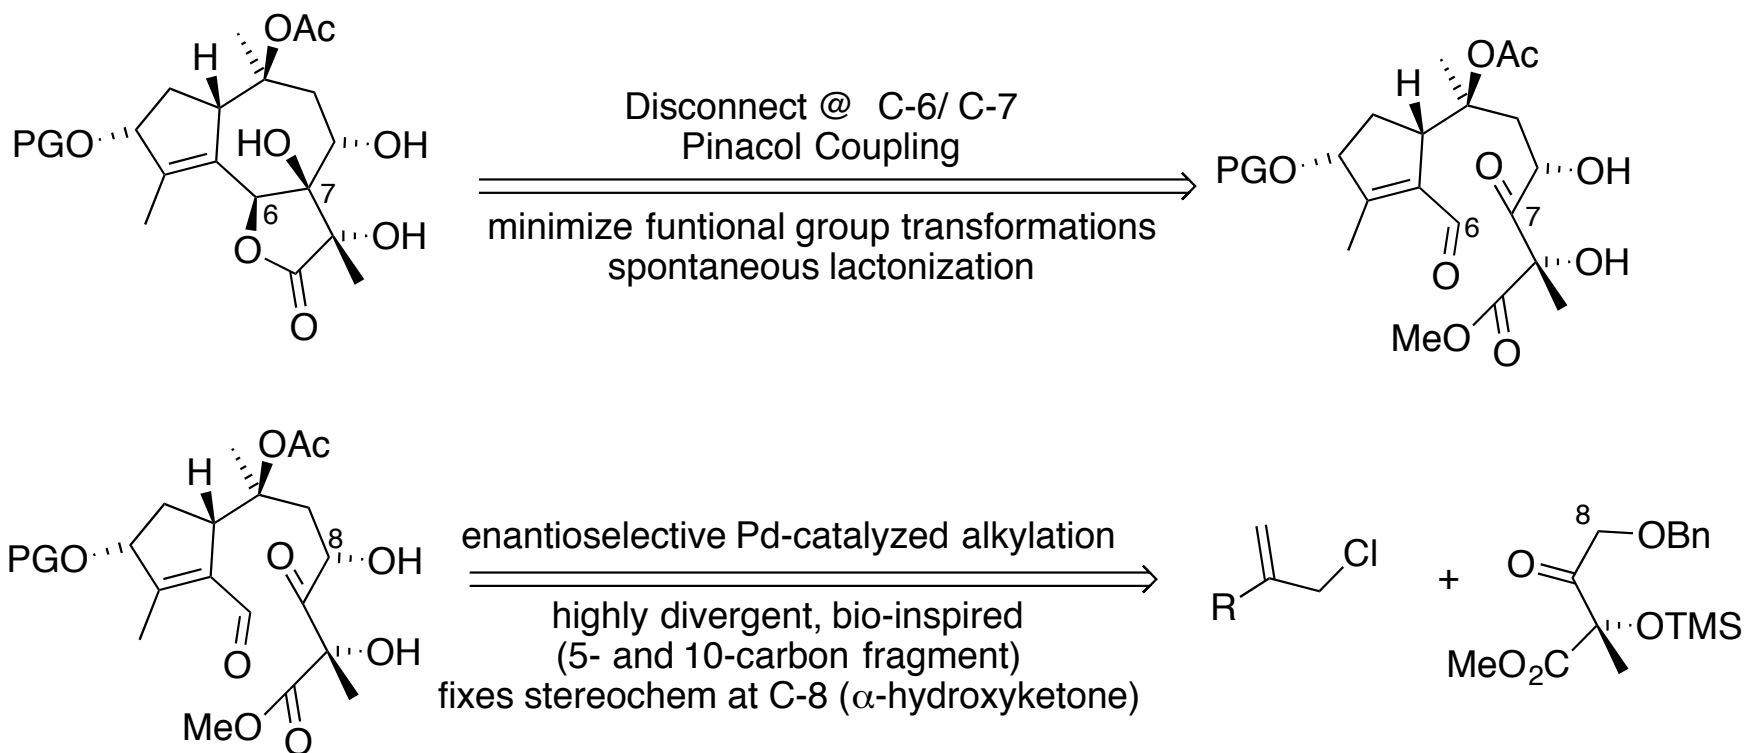 OAc
H
HO
OH
PGO
7
6
OH
O
O
Disconnect @ C-6/ C-7
Pinacol Coupling
minimize funtional group transformations
spontaneous lactonization
OAc
H
PGO
O
OH
7
6
O
OH
MeO
O
OAc
H
PGO
O
8
OH
O
OH
MeO
O
enantioselective Pd-catalyzed alkylation
highly divergent, bio-inspired
(5- and 10-carbon fragment)
fixes stereochem at C-8 (α-hydroxyketone)
Cl
R
+
8
OBn
O
OTMS
MeO2C